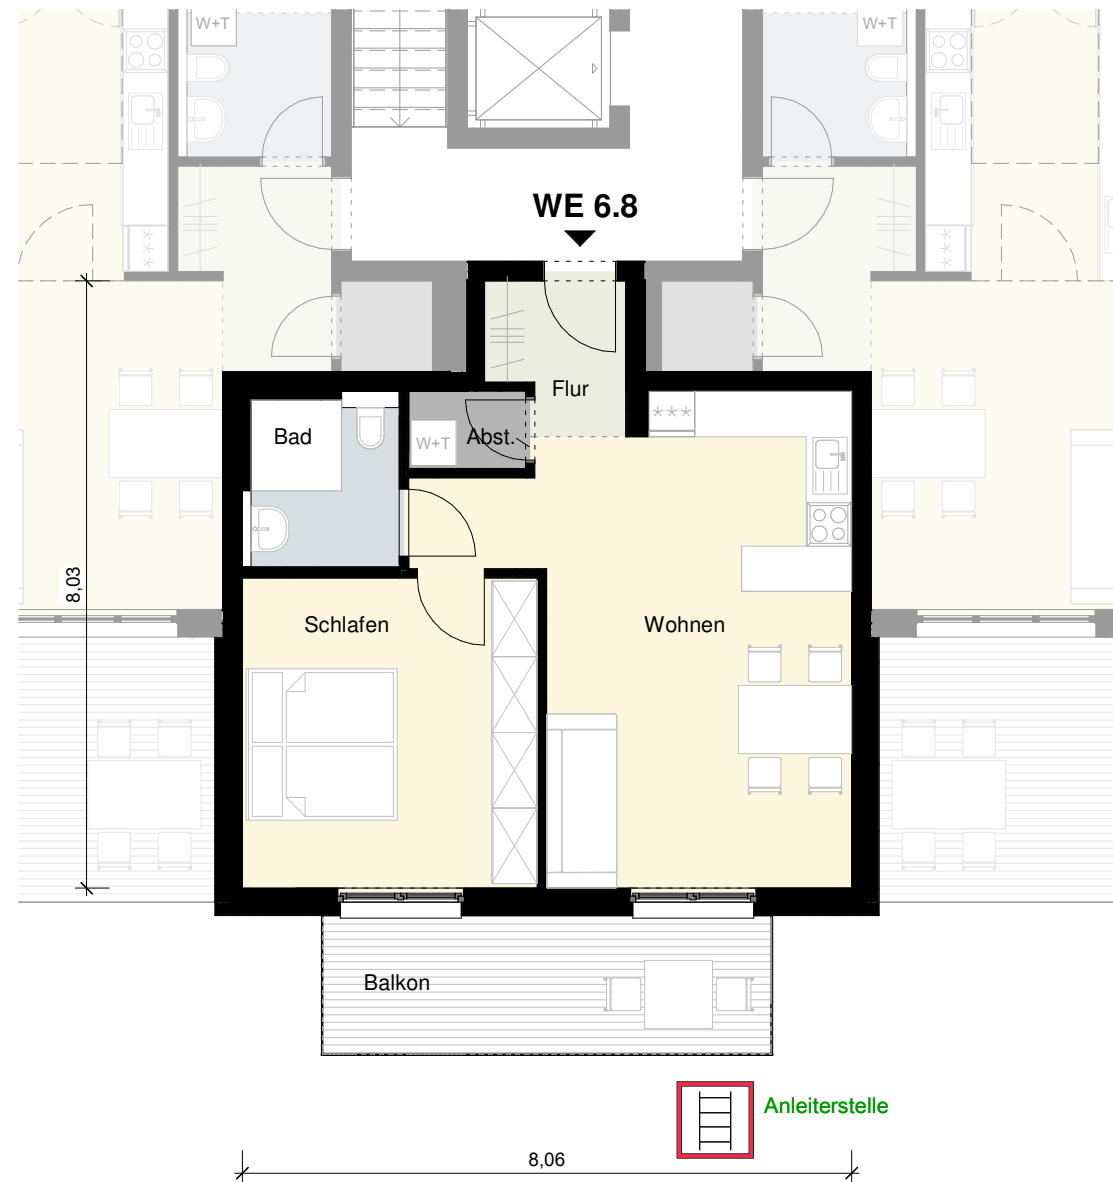 W+T
W+T
WE 6.8
Flur
***
Bad
Abst.
W+T
8,03
Schlafen
Wohnen
Balkon
Anleiterstelle
8,06